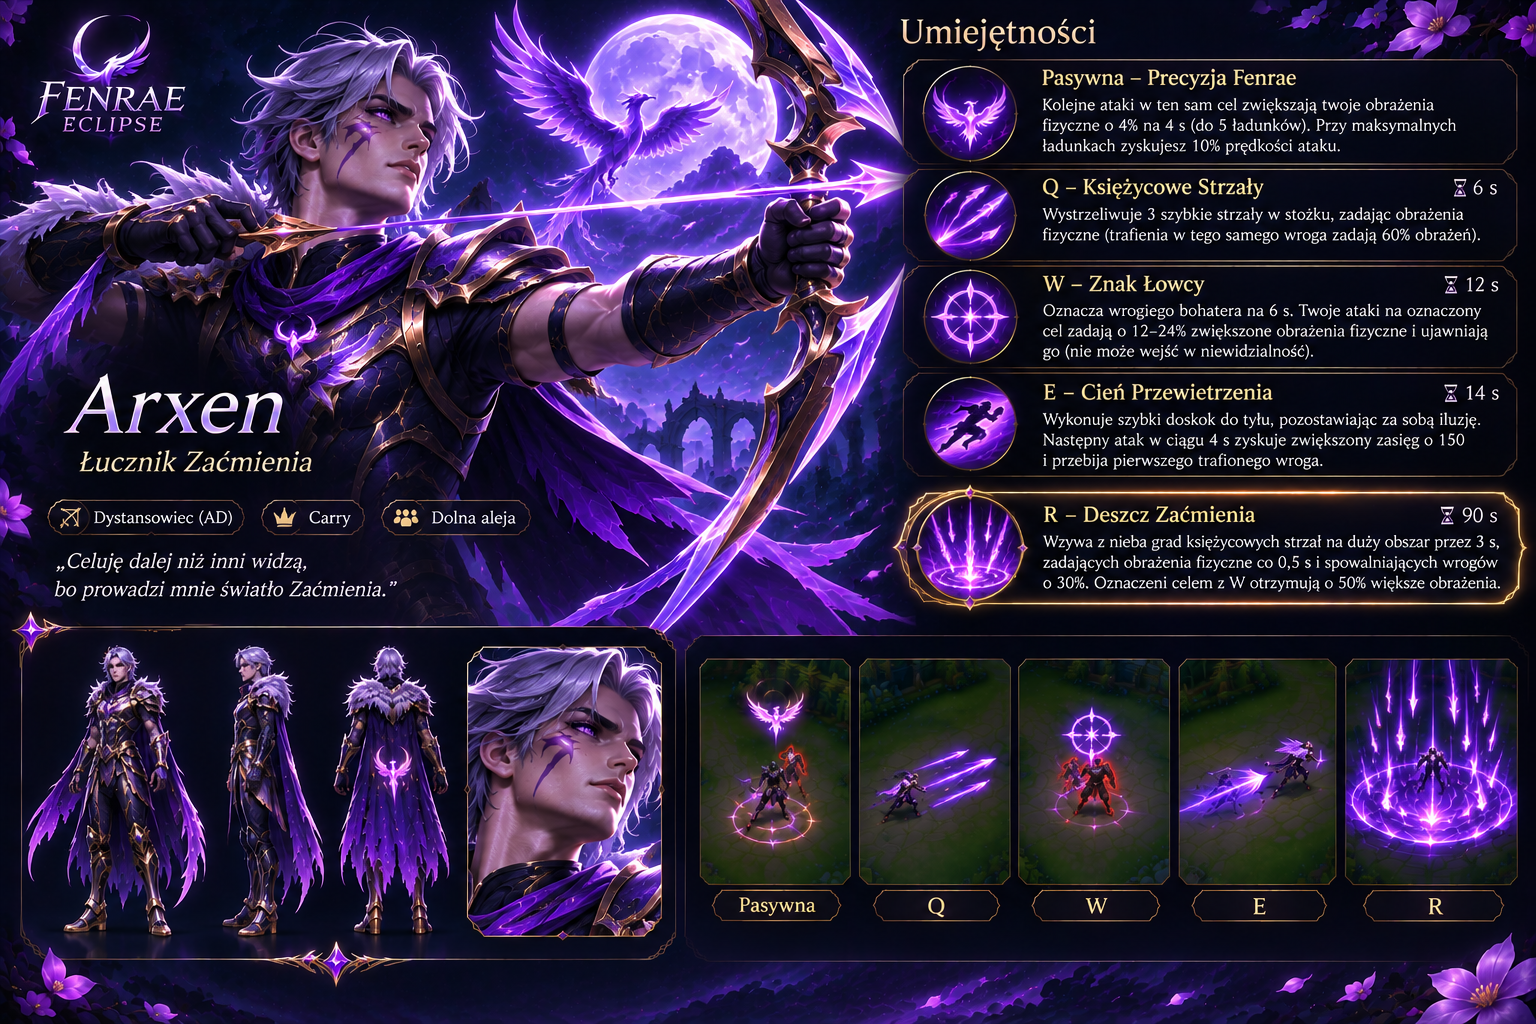 FENRAE
ECLIPSE
Arxen
Łucznik Zaćmienia
Dystansowiec (AD)
Carry
Dolna aleja
„Celuję dalej niż inni widzą,
bo prowadzi mnie światło Zaćmienia.”
Umiejętności
Pasywna – Precyzja Fenrae
Kolejne ataki w ten sam cel zwiększają twoje obrażenia
fizyczne o 4% na 4 s (do 5 ładunków). Przy maksymalnych
ładunkach zyskujesz 10% prędkości ataku.
Q – Księżycowe Strzały
6 s
Wystrzeliwuje 3 szybkie strzały w stożku, zadając obrażenia
fizyczne (trafienia w tego samego wroga zadają 60% obrażeń).
W – Znak Łowcy
12 s
Oznacza wrogiego bohatera na 6 s. Twoje ataki na oznaczony
cel zadają o 12–24% zwiększone obrażenia fizyczne i ujawniają
go (nie może wejść w niewidzialność).
E – Cień Przewietrzenia
14 s
Wykonuje szybki doskok do tyłu, pozostawiając za sobą iluzję.
Następny atak w ciągu 4 s zyskuje zwiększony zasięg o 150
i przebija pierwszego trafionego wroga.
R – Deszcz Zaćmienia
90 s
Wzywa z nieba grad księżycowych strzał na duży obszar przez 3 s,
zadających obrażenia fizyczne co 0,5 s i spowalniających wrogów
o 30%. Oznaczeni celem z W otrzymują o 50% większe obrażenia.
Pasywna
Q
W
E
R